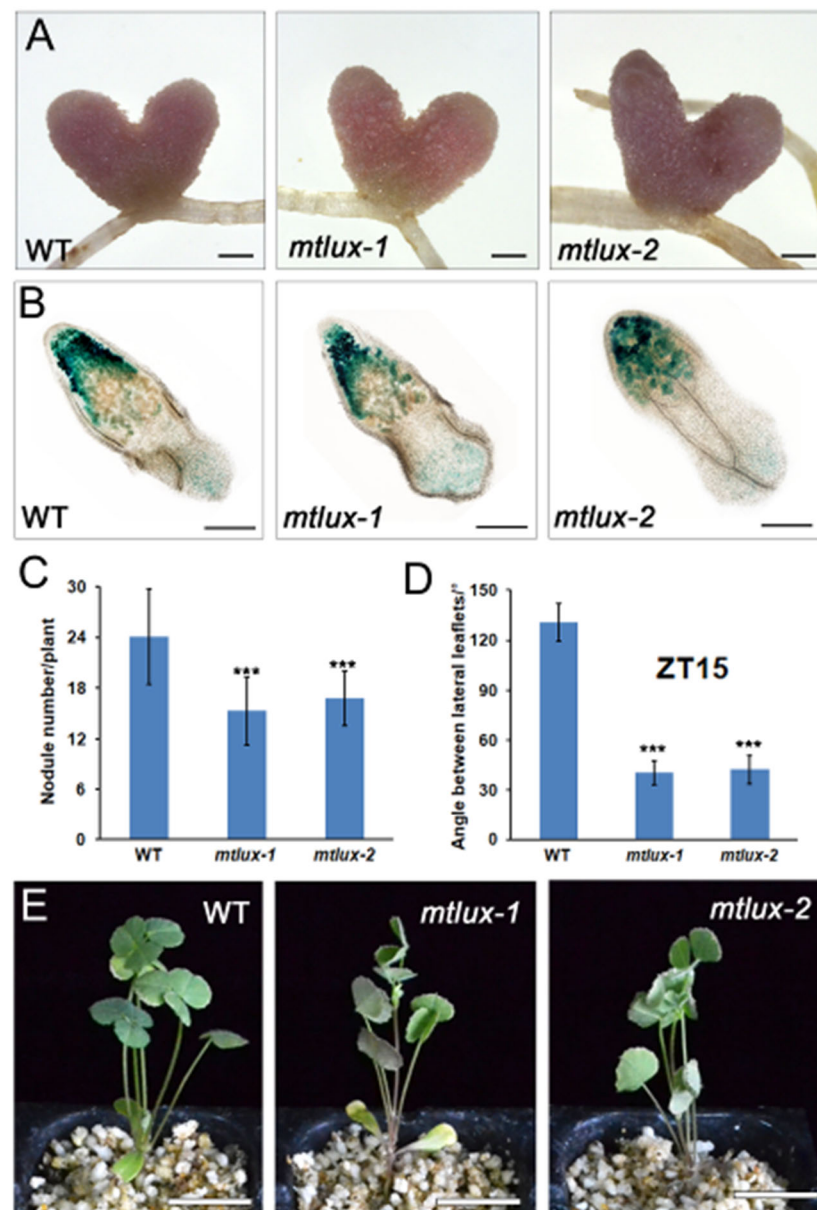 A
WT
mtlux-1
mtlux-2
B
WT
mtlux-1
mtlux-2
C
Nodule number/plant
30
24
18
12
6
0
***
***
WT
mtlux-1
mtlux-2
D
Angle between lateral leaflets/°
150
120
90
60
30
0
ZT15
***
***
WT
mtlux-1
mtlux-2
E
WT
mtlux-1
mtlux-2